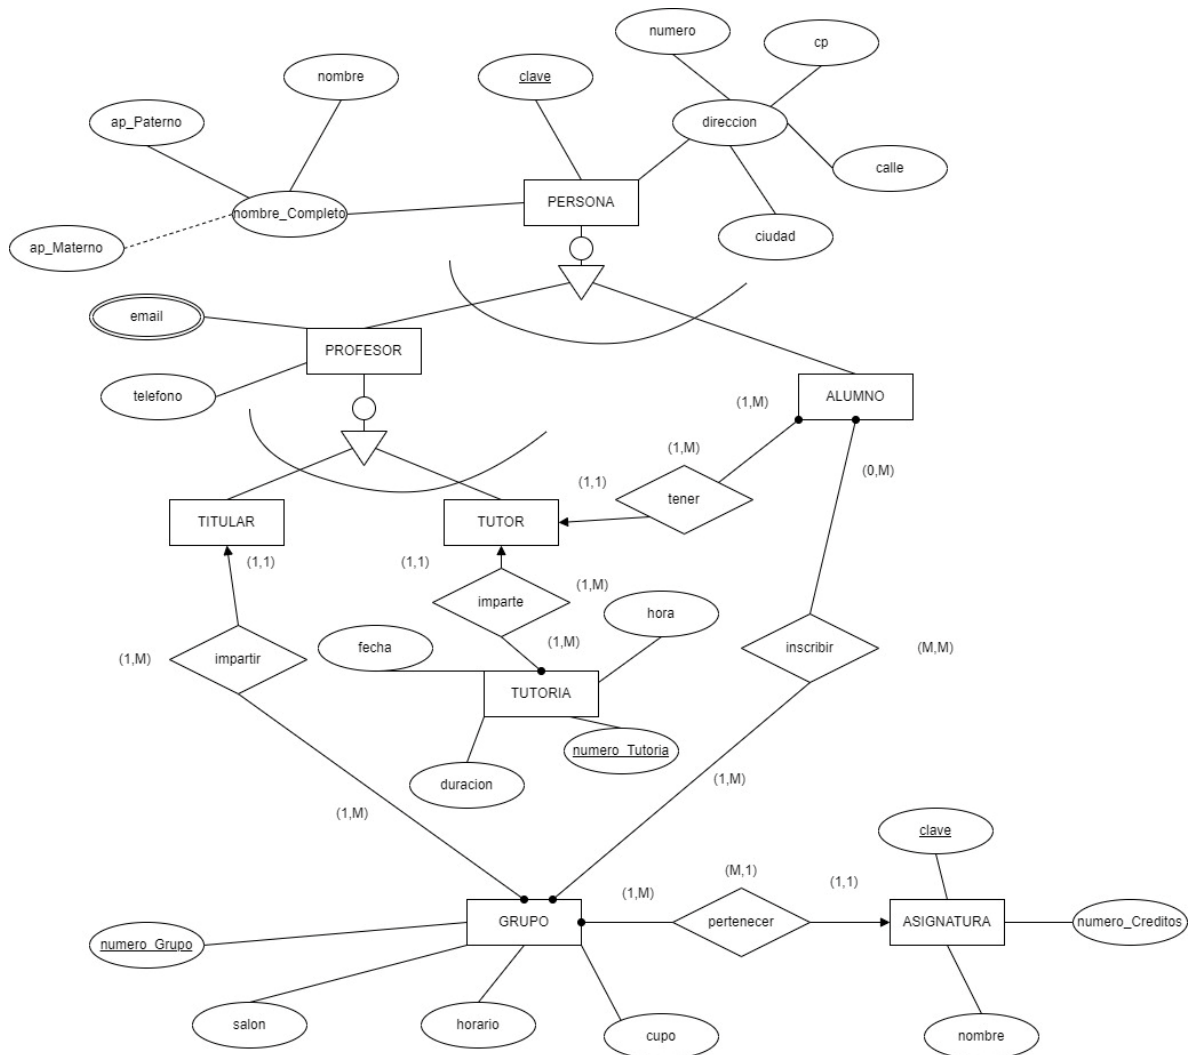 numero
cp
nombre
clave
ap_Paterno
direccion
calle
PERSONA
nombre_Completo
ap_Materno
ciudad
email
PROFESOR
telefono
ALUMNO
(1,M)
(1,M)
(0,M)
(1,1)
tener
TITULAR
TUTOR
(1,1)
(1,1)
(1,M)
imparte
hora
(1,M)
fecha
(1,M)
impartir
inscribir
(M,M)
TUTORIA
numero_Tutoria
duracion
(1,M)
(1,M)
clave
(M,1)
(1,M)
(1,1)
GRUPO
pertenecer
ASIGNATURA
numero_Creditos
numero_Grupo
salon
horario
cupo
nombre